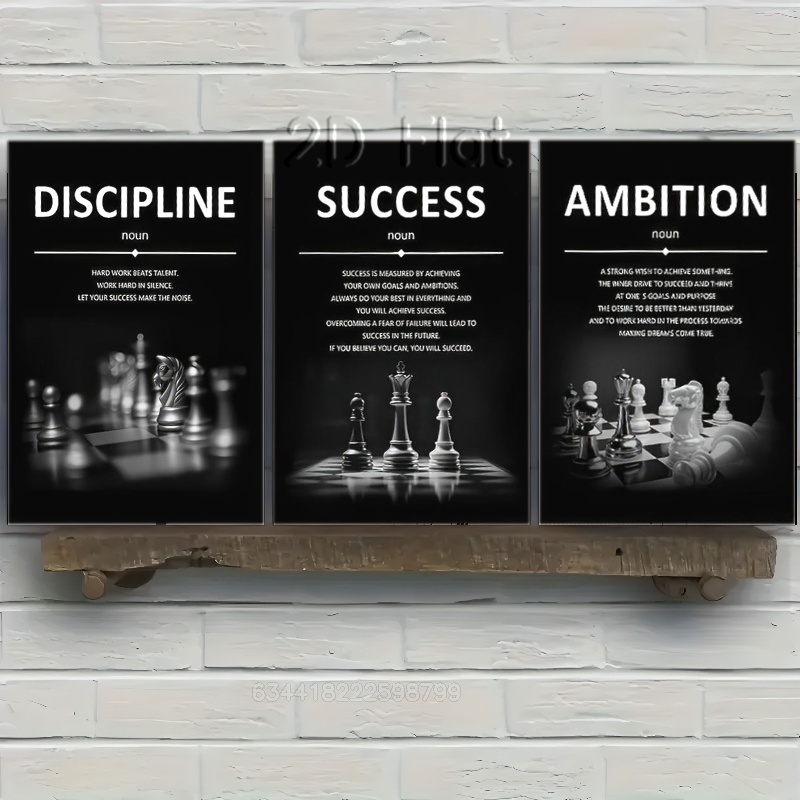 2D Flat
DISCIPLINE
noun
HARD WORK BEATS TALENT.
WORK HARD IN SILENCE.
LET YOUR SUCCESS MAKE THE NOISE.
SUCCESS
noun
SUCCESS IS MEASURED BY ACHIEVING
YOUR OWN GOALS AND AMBITIONS.
ALWAYS DO YOUR BEST IN EVERYTHING AND
YOU WILL ACHIEVE SUCCESS.
OVERCOMING A FEAR OF FAILURE WILL LEAD TO
SUCCESS IN THE FUTURE.
IF YOU BELIEVE YOU CAN, YOU WILL SUCCEED.
AMBITION
noun
A STRONG WISH TO ACHIEVE SOMETHING.
THE INNER DRIVE TO SUCCEED AND THRIVE
AT ONE'S GOALS AND PURPOSE
THE DESIRE TO BE BETTER THAN YESTERDAY
AND TO WORK HARD IN THE PROCESS TOWARDS
MAKING DREAMS COME TRUE.
634418222598799